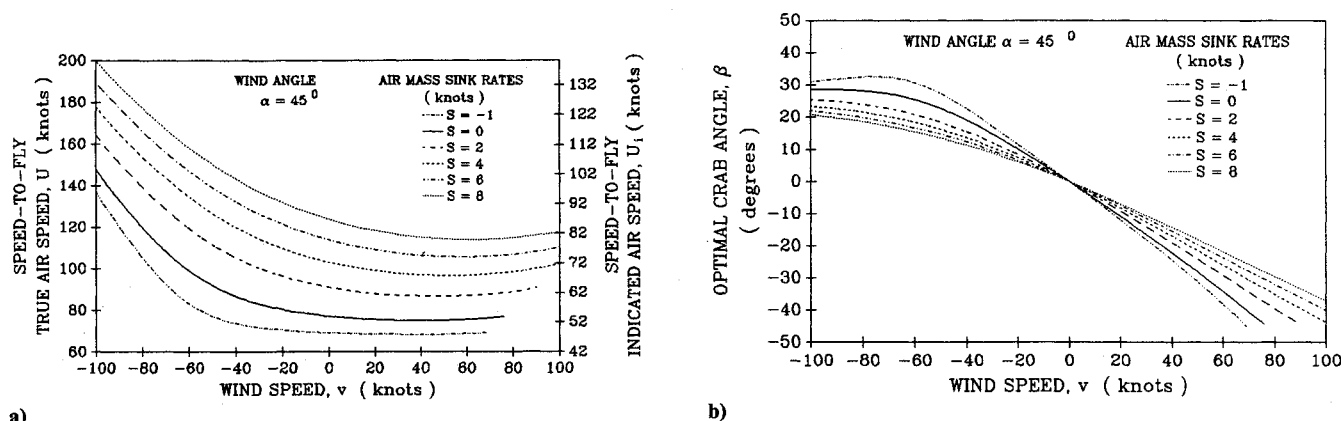 SPEED-TO-FLY
TRUE AIR SPEED, U (knots)
200
180
160
140
120
100
80
60
WIND ANGLE
α = 45 0
AIR MASS SINK RATES
( knots )
S = -1
S = 0
S = 2
S = 4
S = 6
S = 8
132
122
112
102
92
82
72
62
52
42
SPEED-TO-FLY
INDICATED AIR SPEED, Ui ( knots )
-100 -80 -60 -40 -20 0 20 40 60 80 100
WIND SPEED, v ( knots )
a)
OPTIMAL CRAB ANGLE, β
( degrees )
50
40
30
20
10
0
-10
-20
-30
-40
-50
WIND ANGLE α = 45 0
AIR MASS SINK RATES
( knots )
S = -1
S = 0
S = 2
S = 4
S = 6
S = 8
-100 -80 -60 -40 -20 0 20 40 60 80 100
WIND SPEED, v ( knots )
b)